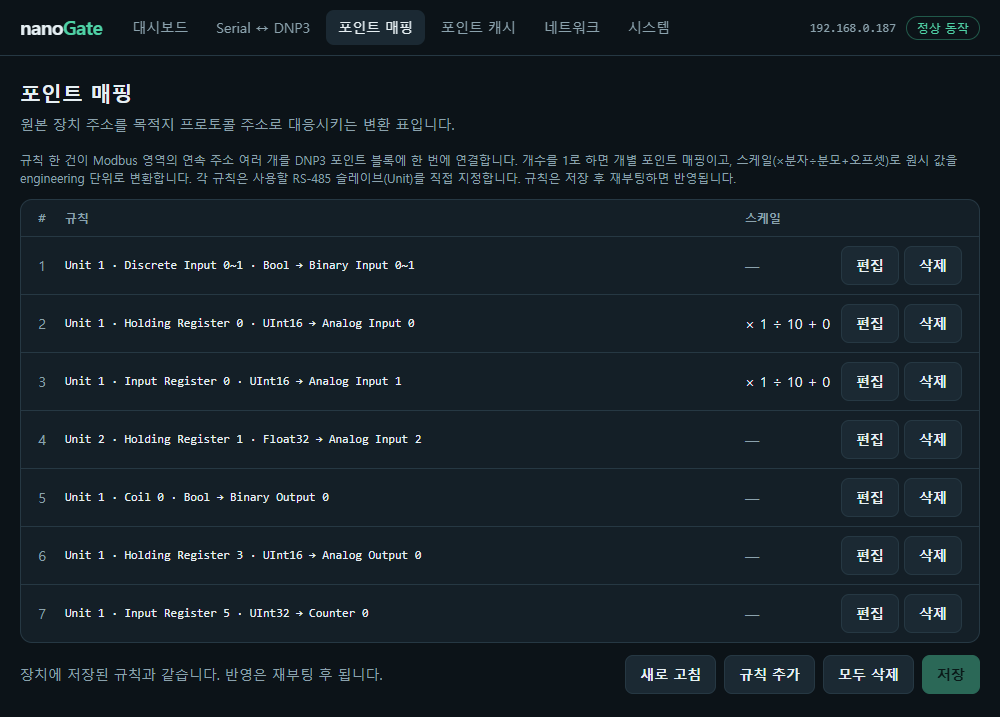 nanoGate 대시보드 Serial ↔ DNP3 포인트 매핑 포인트 캐시 네트워크 시스템 192.168.0.187 정상 동작
포인트 매핑
원본 장치 주소를 목적지 프로토콜 주소로 대응시키는 변환 표입니다.
규칙 한 건이 Modbus 영역의 연속 주소 여러 개를 DNP3 포인트 블록에 한 번에 연결합니다. 개수를 1로 하면 개별 포인트 매핑이고, 스케일(×분자÷분모+오프셋)로 원시 값을
engineering 단위로 변환합니다. 각 규칙은 사용할 RS-485 슬레이브(Unit)를 직접 지정합니다. 규칙은 저장 후 재부팅하면 반영됩니다.
# 규칙 스케일
1 Unit 1 · Discrete Input 0~1 · Bool → Binary Input 0~1 — 편집 삭제
2 Unit 1 · Holding Register 0 · UInt16 → Analog Input 0 × 1 ÷ 10 + 0 편집 삭제
3 Unit 1 · Input Register 0 · UInt16 → Analog Input 1 × 1 ÷ 10 + 0 편집 삭제
4 Unit 2 · Holding Register 1 · Float32 → Analog Input 2 — 편집 삭제
5 Unit 1 · Coil 0 · Bool → Binary Output 0 — 편집 삭제
6 Unit 1 · Holding Register 3 · UInt16 → Analog Output 0 — 편집 삭제
7 Unit 1 · Input Register 5 · UInt32 → Counter 0 — 편집 삭제
장치에 저장된 규칙과 같습니다. 반영은 재부팅 후 됩니다. 새로 고침 규칙 추가 모두 삭제 저장